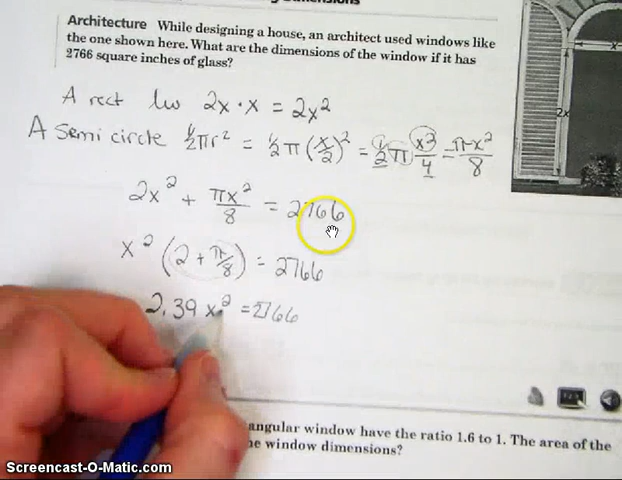 Architecture While designing a house, an architect used windows like
the one shown here. What are the dimensions of the window if it has
2766 square inches of glass?
x
2x
A rect lw 2x · x = 2x²
A Semi circle ½πr² = ½π(x/2)² = ½π x²/4 = πx²/8
2x² + πx²/8 = 2766
x²(2 + π/8) = 2766
2.39x² = 2766
angular window have the ratio 1.6 to 1. The area of the
window dimensions?
Screencast-O-Matic.com